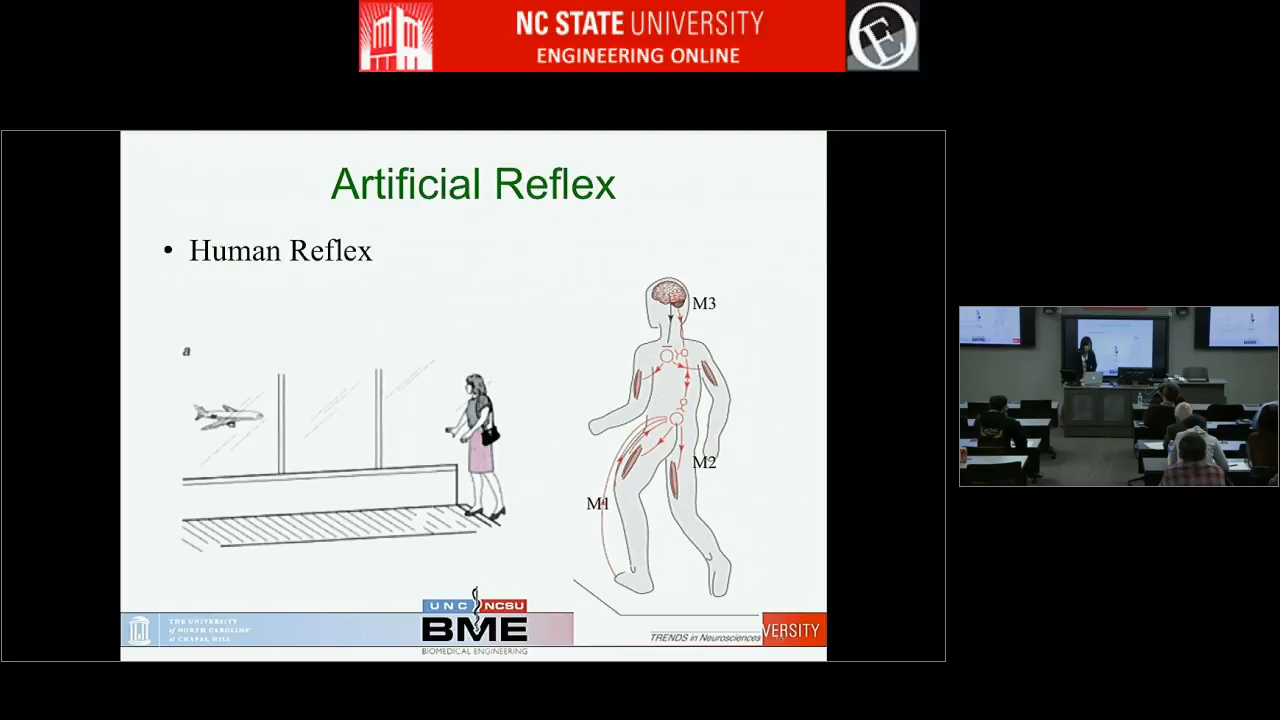 NC STATE UNIVERSITY
ENGINEERING ONLINE
Artificial Reflex
• Human Reflex
M3
a
M2
M1
UNC NCSU
BME
BIOMEDICAL ENGINEERING
THE UNIVERSITY
of NORTH CAROLINA
at CHAPEL HILL
TRENDS in Neurosciences
VERSITY